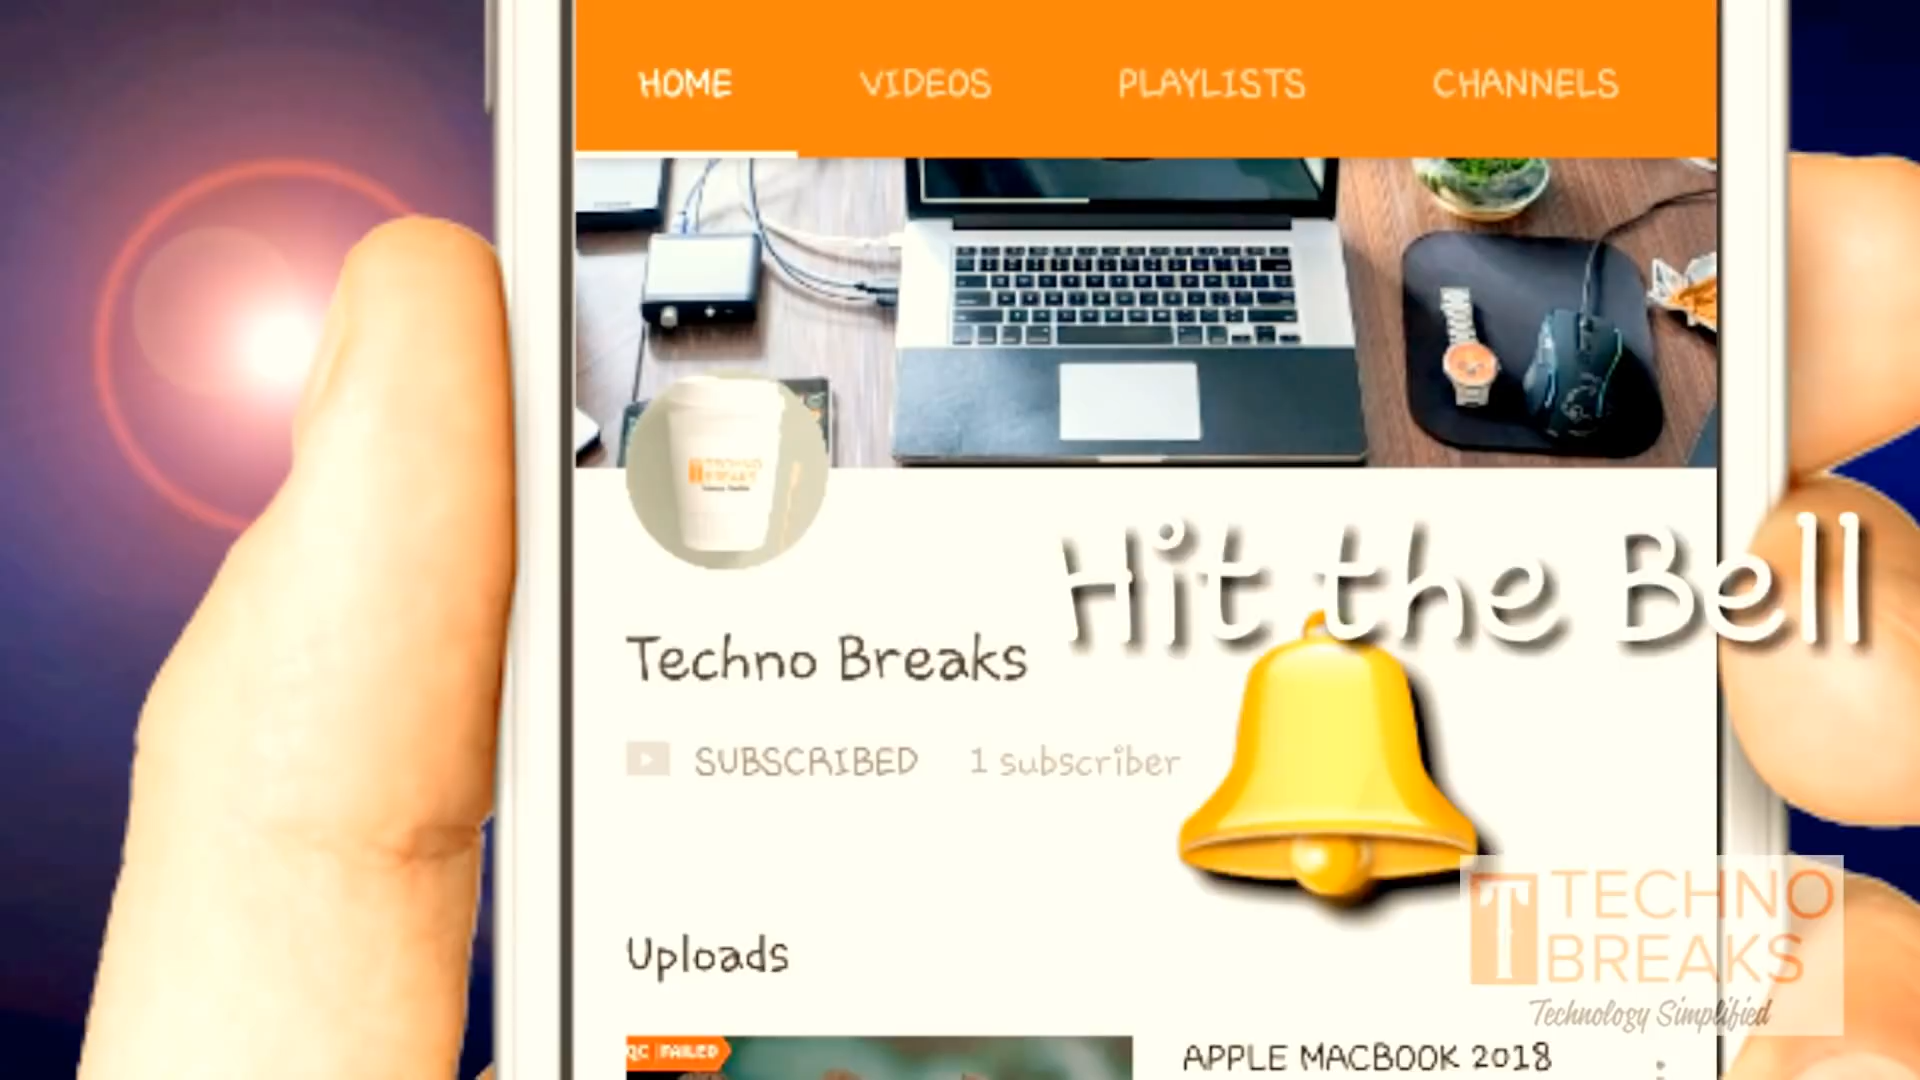 HOME VIDEOS PLAYLISTS CHANNELS
Hit the Bell
Techno Breaks
SUBSCRIBED 1 subscriber
Uploads
QC FAILED
APPLE MACBOOK 2018
T TECHNO
BREAKS
Technology Simplified